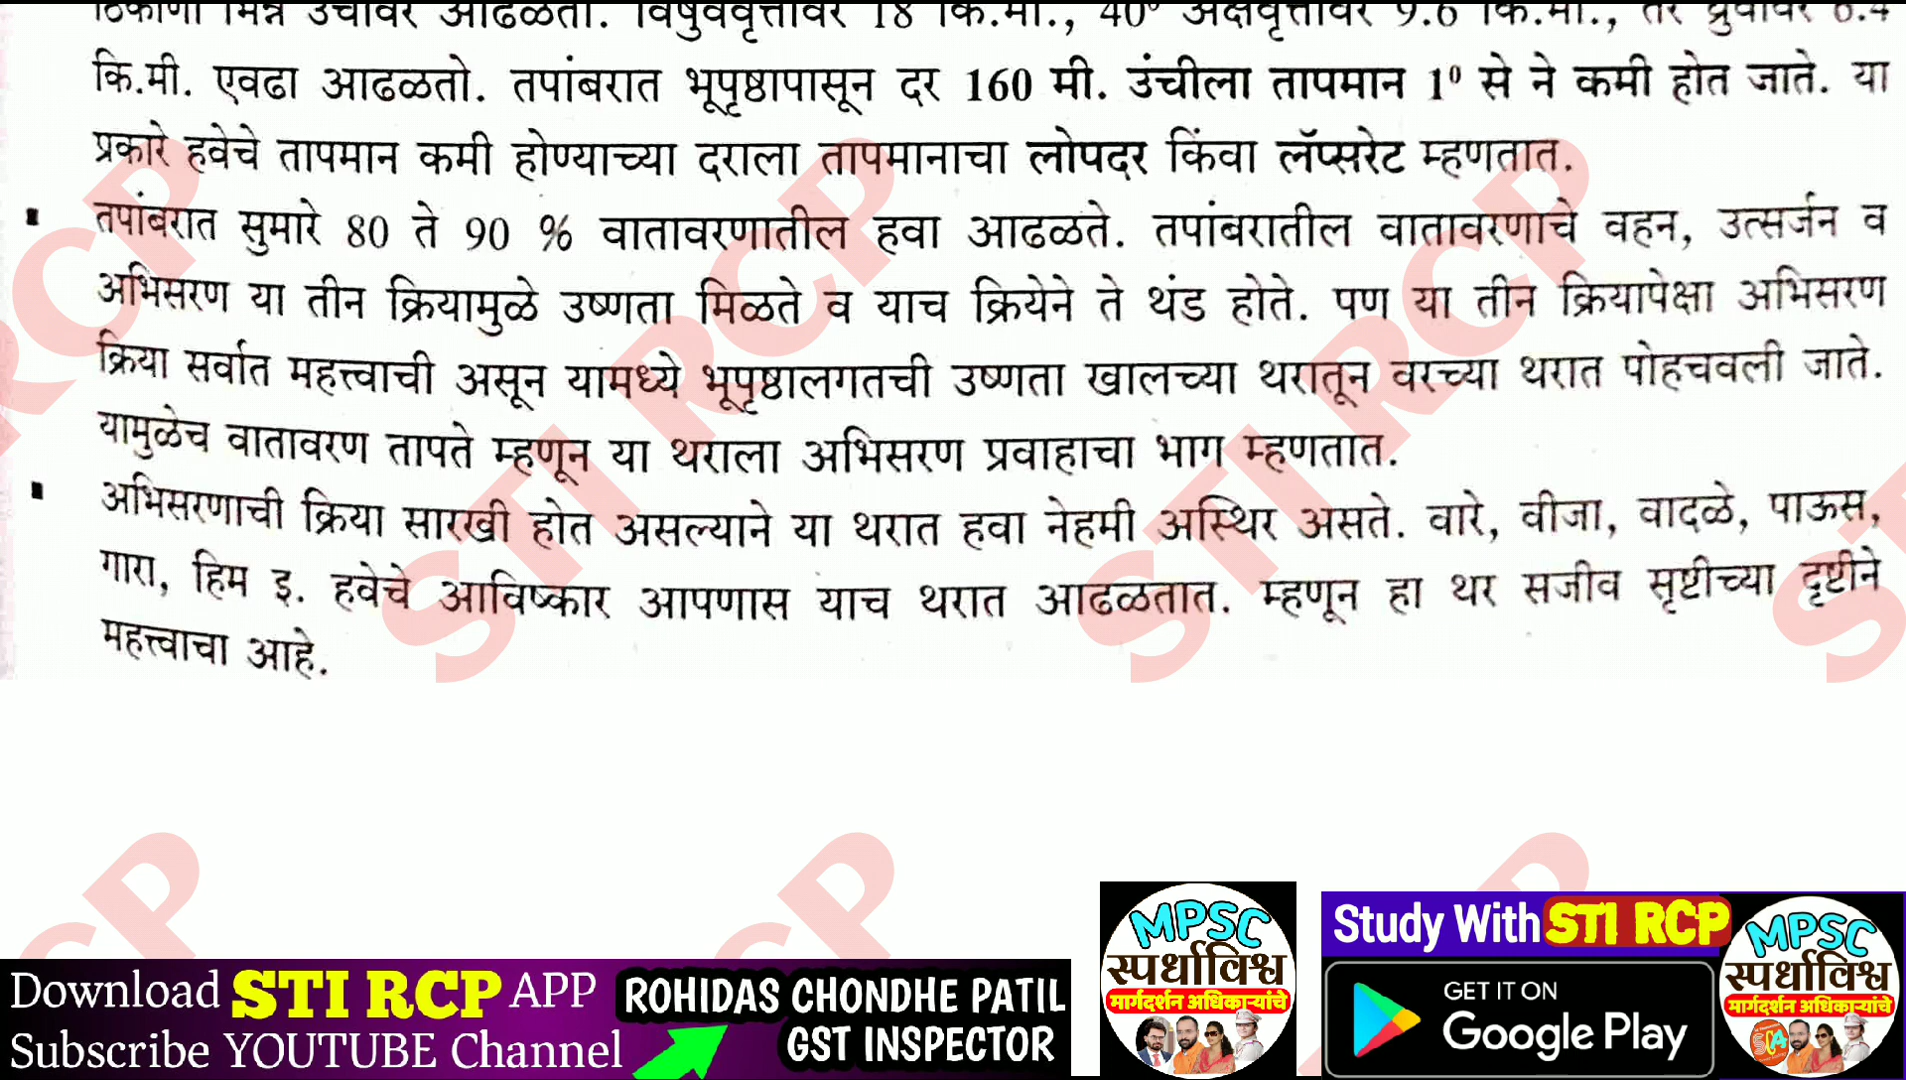 ठिकाणी भिन्न उंचीवर आढळतो. विषुववृत्तावर 18 कि.मी., 40⁰ अक्षवृत्तावर 9.6 कि.मी., तर ध्रुवावर 6.4
कि.मी. एवढा आढळतो. तपांबरात भूपृष्ठापासून दर 160 मी. उंचीला तापमान 1⁰ से ने कमी होत जाते. या
प्रकारे हवेचे तापमान कमी होण्याच्या दराला तापमानाचा लोपदर किंवा लॅप्सरेट म्हणतात.
▪ तपांबरात सुमारे 80 ते 90 % वातावरणातील हवा आढळते. तपांबरातील वातावरणाचे वहन, उत्सर्जन व
अभिसरण या तीन क्रियामुळे उष्णता मिळते व याच क्रियेने ते थंड होते. पण या तीन क्रियापेक्षा अभिसरण
क्रिया सर्वात महत्त्वाची असून यामध्ये भूपृष्ठालगतची उष्णता खालच्या थरातून वरच्या थरात पोहचवली जाते.
यामुळेच वातावरण तापते म्हणून या थराला अभिसरण प्रवाहाचा भाग म्हणतात.
▪ अभिसरणाची क्रिया सारखी होत असल्याने या थरात हवा नेहमी अस्थिर असते. वारे, वीजा, वादळे, पाऊस,
गारा, हिम इ. हवेचे आविष्कार आपणास याच थरात आढळतात. म्हणून हा थर सजीव सृष्टीच्या दृष्टीने
महत्त्वाचा आहे.
STI RCP
Download STI RCP APP
Subscribe YOUTUBE Channel
ROHIDAS CHONDHE PATIL
GST INSPECTOR
MPSC
स्पर्धाविश्व
मार्गदर्शन अधिकाऱ्यांचे
Study With STI RCP
GET IT ON
Google Play
MPSC
स्पर्धाविश्व
मार्गदर्शन अधिकाऱ्यांचे
SCA